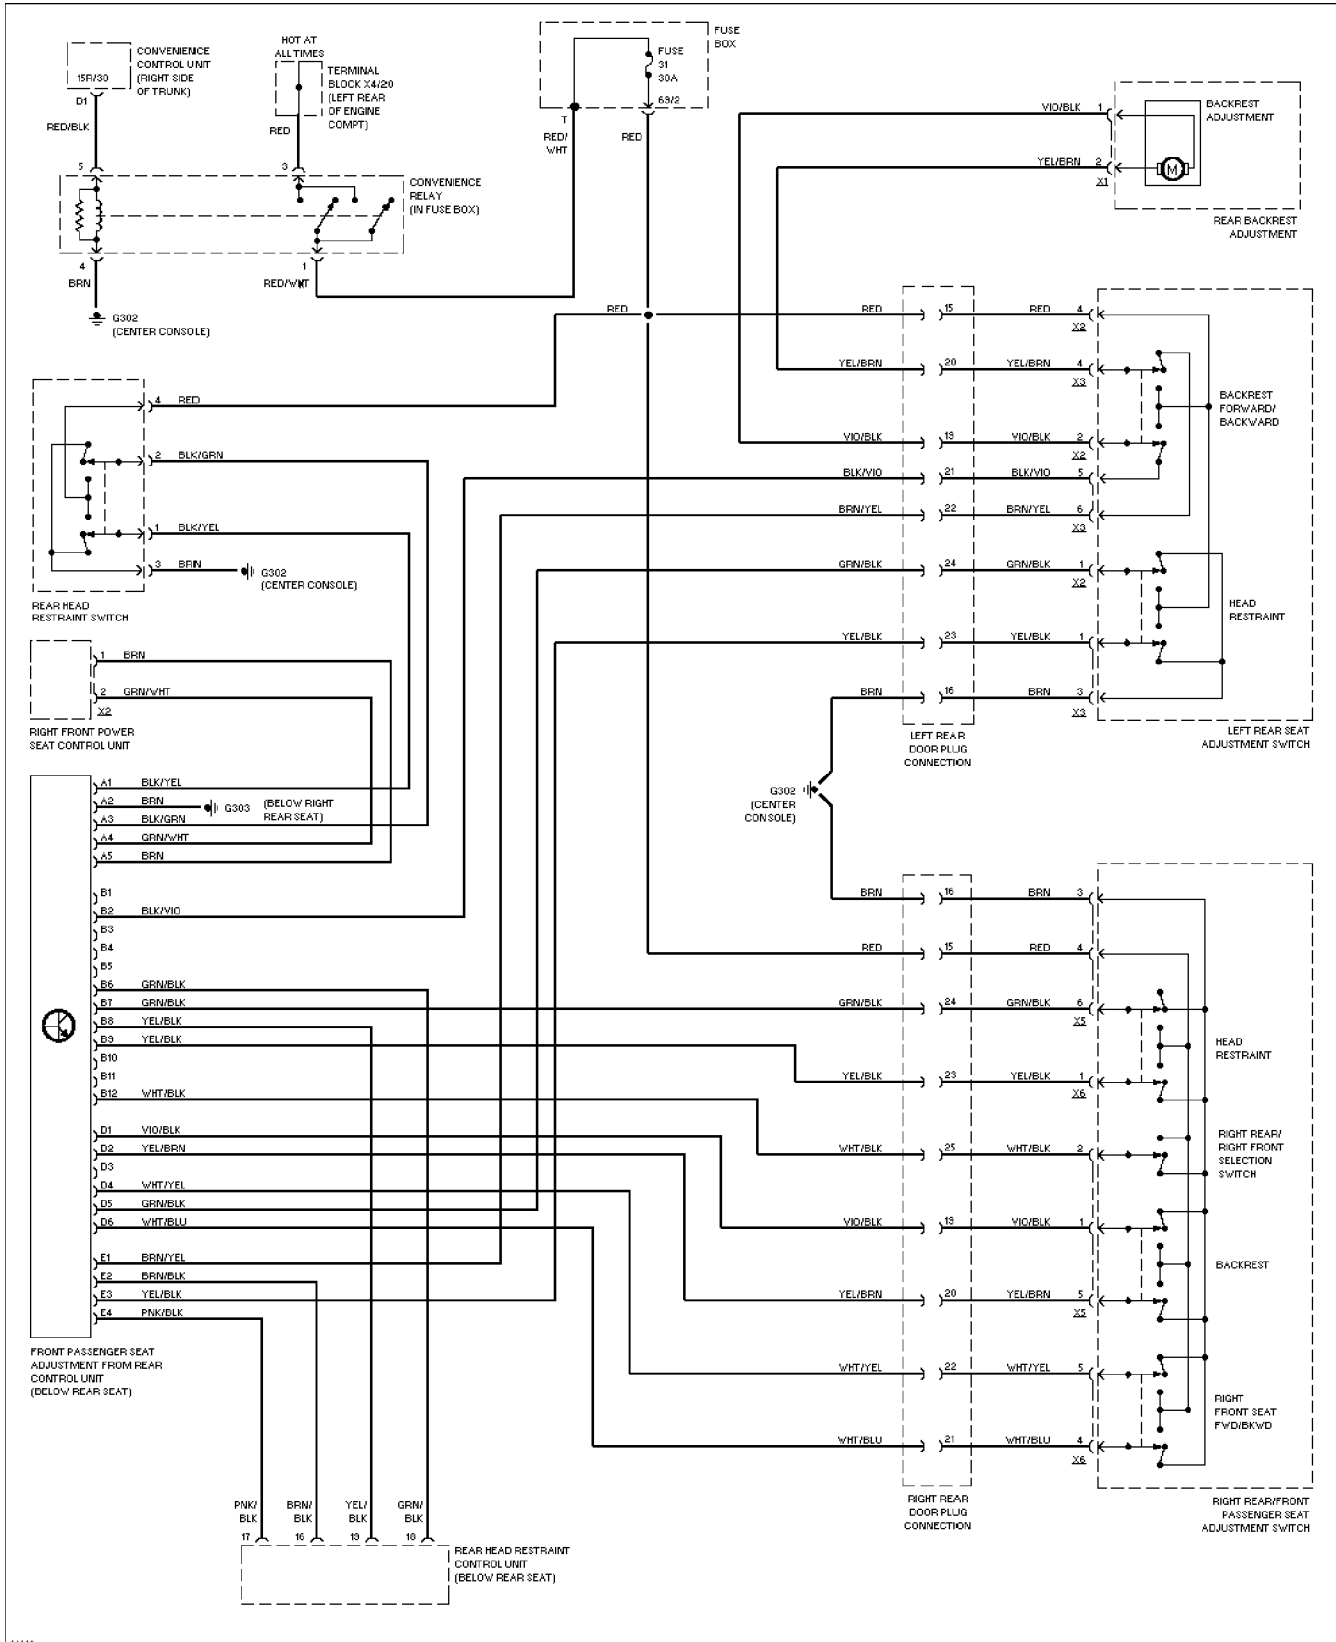 CONVENIENCE
CONTROL UNIT
(RIGHT SIDE
OF TRUNK)
15R/30
D1
RED/BLK
5
HOT AT
ALL TIMES
TERMINAL
BLOCK X4/20
(LEFT REAR
OF ENGINE
COMPT)
RED
3
CONVENIENCE
RELAY
(IN FUSE BOX)
4
BRN
1
RED/WHT
G302
(CENTER CONSOLE)
FUSE
BOX
FUSE
31
30A
69/2
T
RED/
WHT
RED
VIO/BLK 1
BACKREST
ADJUSTMENT
YEL/BRN 2
X1
M
REAR BACKREST
ADJUSTMENT
RED
RED 15 RED 4
X2
YEL/BRN 20 YEL/BRN 4
X3
BACKREST
FORWARD/
BACKWARD
VIO/BLK 19 VIO/BLK 2
X2
BLK/VIO 21 BLK/VIO 5
BRN/YEL 22 BRN/YEL 6
X3
GRN/BLK 24 GRN/BLK 1
X2
HEAD
RESTRAINT
YEL/BLK 23 YEL/BLK 1
BRN 16 BRN 3
X3
LEFT REAR
DOOR PLUG
CONNECTION
LEFT REAR SEAT
ADJUSTMENT SWITCH
4 RED
2 BLK/GRN
1 BLK/YEL
3 BRN
G302
(CENTER CONSOLE)
REAR HEAD
RESTRAINT SWITCH
1 BRN
2 GRN/WHT
X2
RIGHT FRONT POWER
SEAT CONTROL UNIT
A1 BLK/YEL
A2 BRN
G303 (BELOW RIGHT
REAR SEAT)
A3 BLK/GRN
A4 GRN/WHT
A5 BRN
B1
B2 BLK/VIO
B3
B4
B5
B6 GRN/BLK
B7 GRN/BLK
B8 YEL/BLK
B9 YEL/BLK
B10
B11
B12 WHT/BLK
D1 VIO/BLK
D2 YEL/BRN
D3
D4 WHT/YEL
D5 GRN/BLK
D6 WHT/BLU
E1 BRN/YEL
E2 BRN/BLK
E3 YEL/BLK
E4 PNK/BLK
FRONT PASSENGER SEAT
ADJUSTMENT FROM REAR
CONTROL UNIT
(BELOW REAR SEAT)
G302
(CENTER
CONSOLE)
BRN 16 BRN 3
RED 15 RED 4
GRN/BLK 24 GRN/BLK 6
X5
HEAD
RESTRAINT
YEL/BLK 23 YEL/BLK 1
X6
WHT/BLK 25 WHT/BLK 2
RIGHT REAR/
RIGHT FRONT
SELECTION
SWITCH
VIO/BLK 19 VIO/BLK 1
BACKREST
YEL/BRN 20 YEL/BRN 5
X5
WHT/YEL 22 WHT/YEL 5
RIGHT
FRONT SEAT
FWD/BKWD
WHT/BLU 21 WHT/BLU 4
X6
RIGHT REAR
DOOR PLUG
CONNECTION
RIGHT REAR/FRONT
PASSENGER SEAT
ADJUSTMENT SWITCH
PNK/ BRN/ YEL/ GRN/
BLK BLK BLK BLK
17 16 19 18
REAR HEAD RESTRAINT
CONTROL UNIT
(BELOW REAR SEAT)